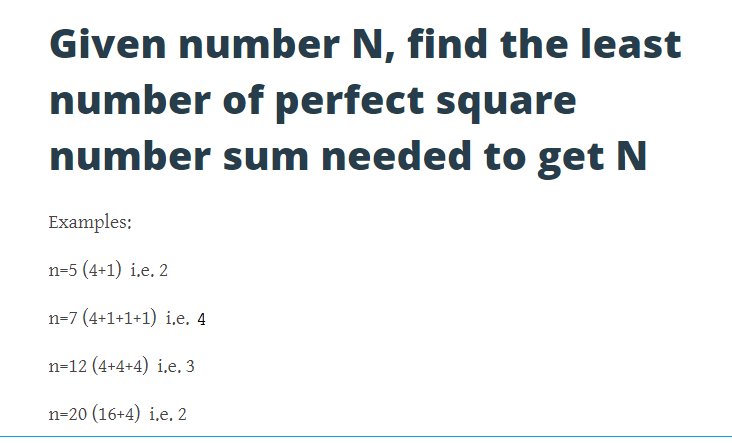 Given number N, find the least
number of perfect square
number sum needed to get N
Examples:
n=5 (4+1) i.e. 2
n=7 (4+1+1+1) i.e. 4
n=12 (4+4+4) i.e. 3
n=20 (16+4) i.e. 2